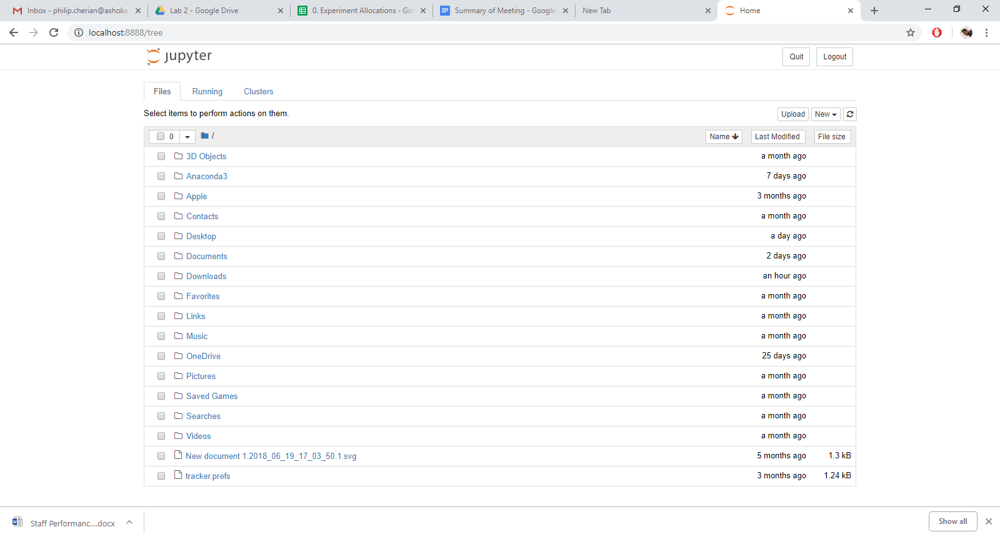 Inbox - philip.cherian@ashoka. Lab 2 - Google Drive 0. Experiment Allocations - Goo Summary of Meeting - Google New Tab Home
localhost:8888/tree
jupyter Quit Logout
Files Running Clusters
Select items to perform actions on them. Upload New
0 / Name Last Modified File size
3D Objects a month ago
Anaconda3 7 days ago
Apple 3 months ago
Contacts a month ago
Desktop a day ago
Documents 2 days ago
Downloads an hour ago
Favorites a month ago
Links a month ago
Music a month ago
OneDrive 25 days ago
Pictures a month ago
Saved Games a month ago
Searches a month ago
Videos a month ago
New document 1.2018_06_19_17_03_50.1.svg 5 months ago 1.3 kB
tracker.prefs 3 months ago 1.24 kB
Staff Performanc....docx Show all